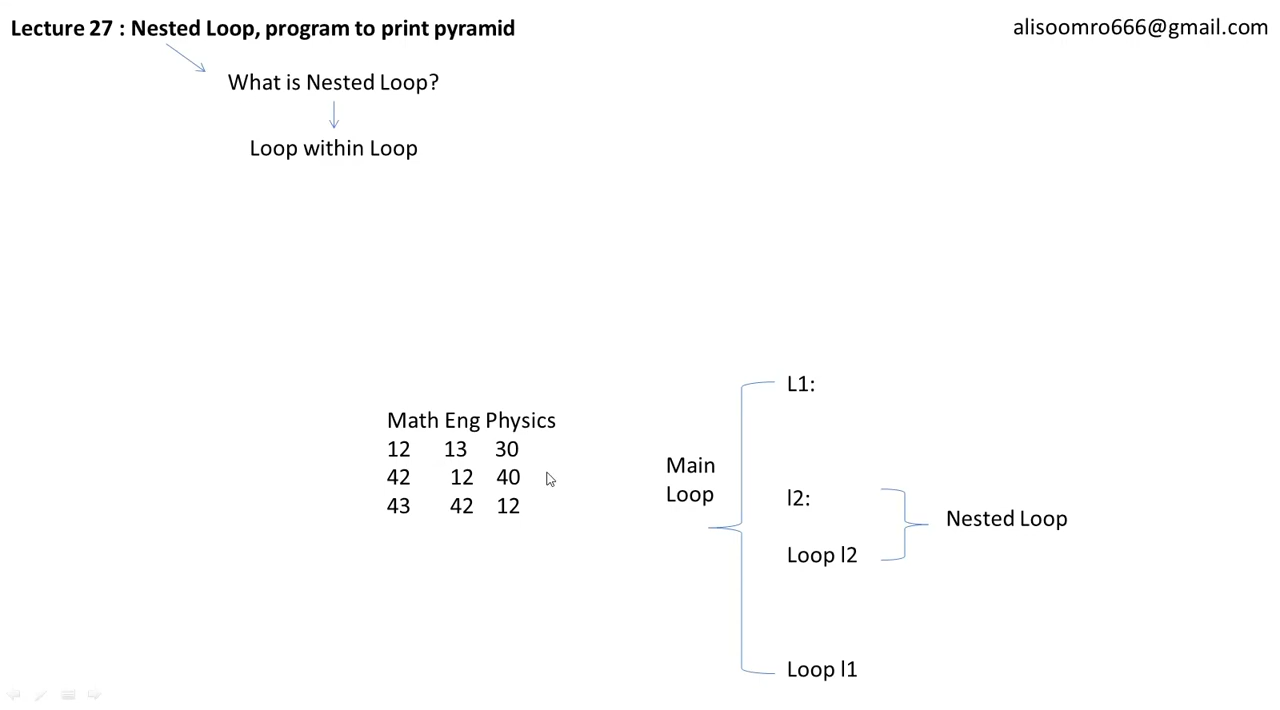 Lecture 27 : Nested Loop, program to print pyramid
alisoomro666@gmail.com
What is Nested Loop?
Loop within Loop
Math Eng Physics
12 13 30
42 12 40
43 42 12
Main
Loop
L1:
l2:
Loop l2
Loop l1
Nested Loop